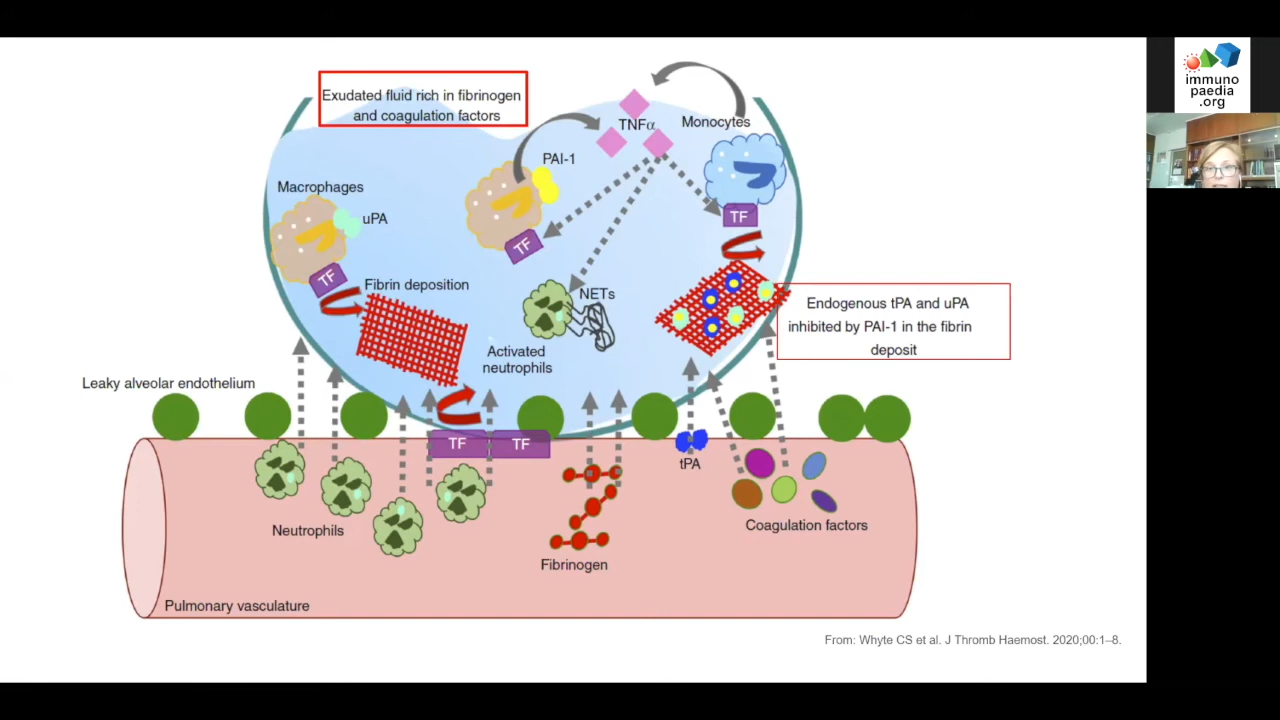 Exudated fluid rich in fibrinogen
and coagulation factors
immuno
paedia
.org
TNFα
Monocytes
PAI-1
Macrophages
uPA
TF
TF
TF
Fibrin deposition
NETs
Endogenous tPA and uPA
inhibited by PAI-1 in the fibrin
deposit
Activated
neutrophils
Leaky alveolar endothelium
TF
TF
tPA
Neutrophils
Coagulation factors
Fibrinogen
Pulmonary vasculature
From: Whyte CS et al. J Thromb Haemost. 2020;00:1–8.